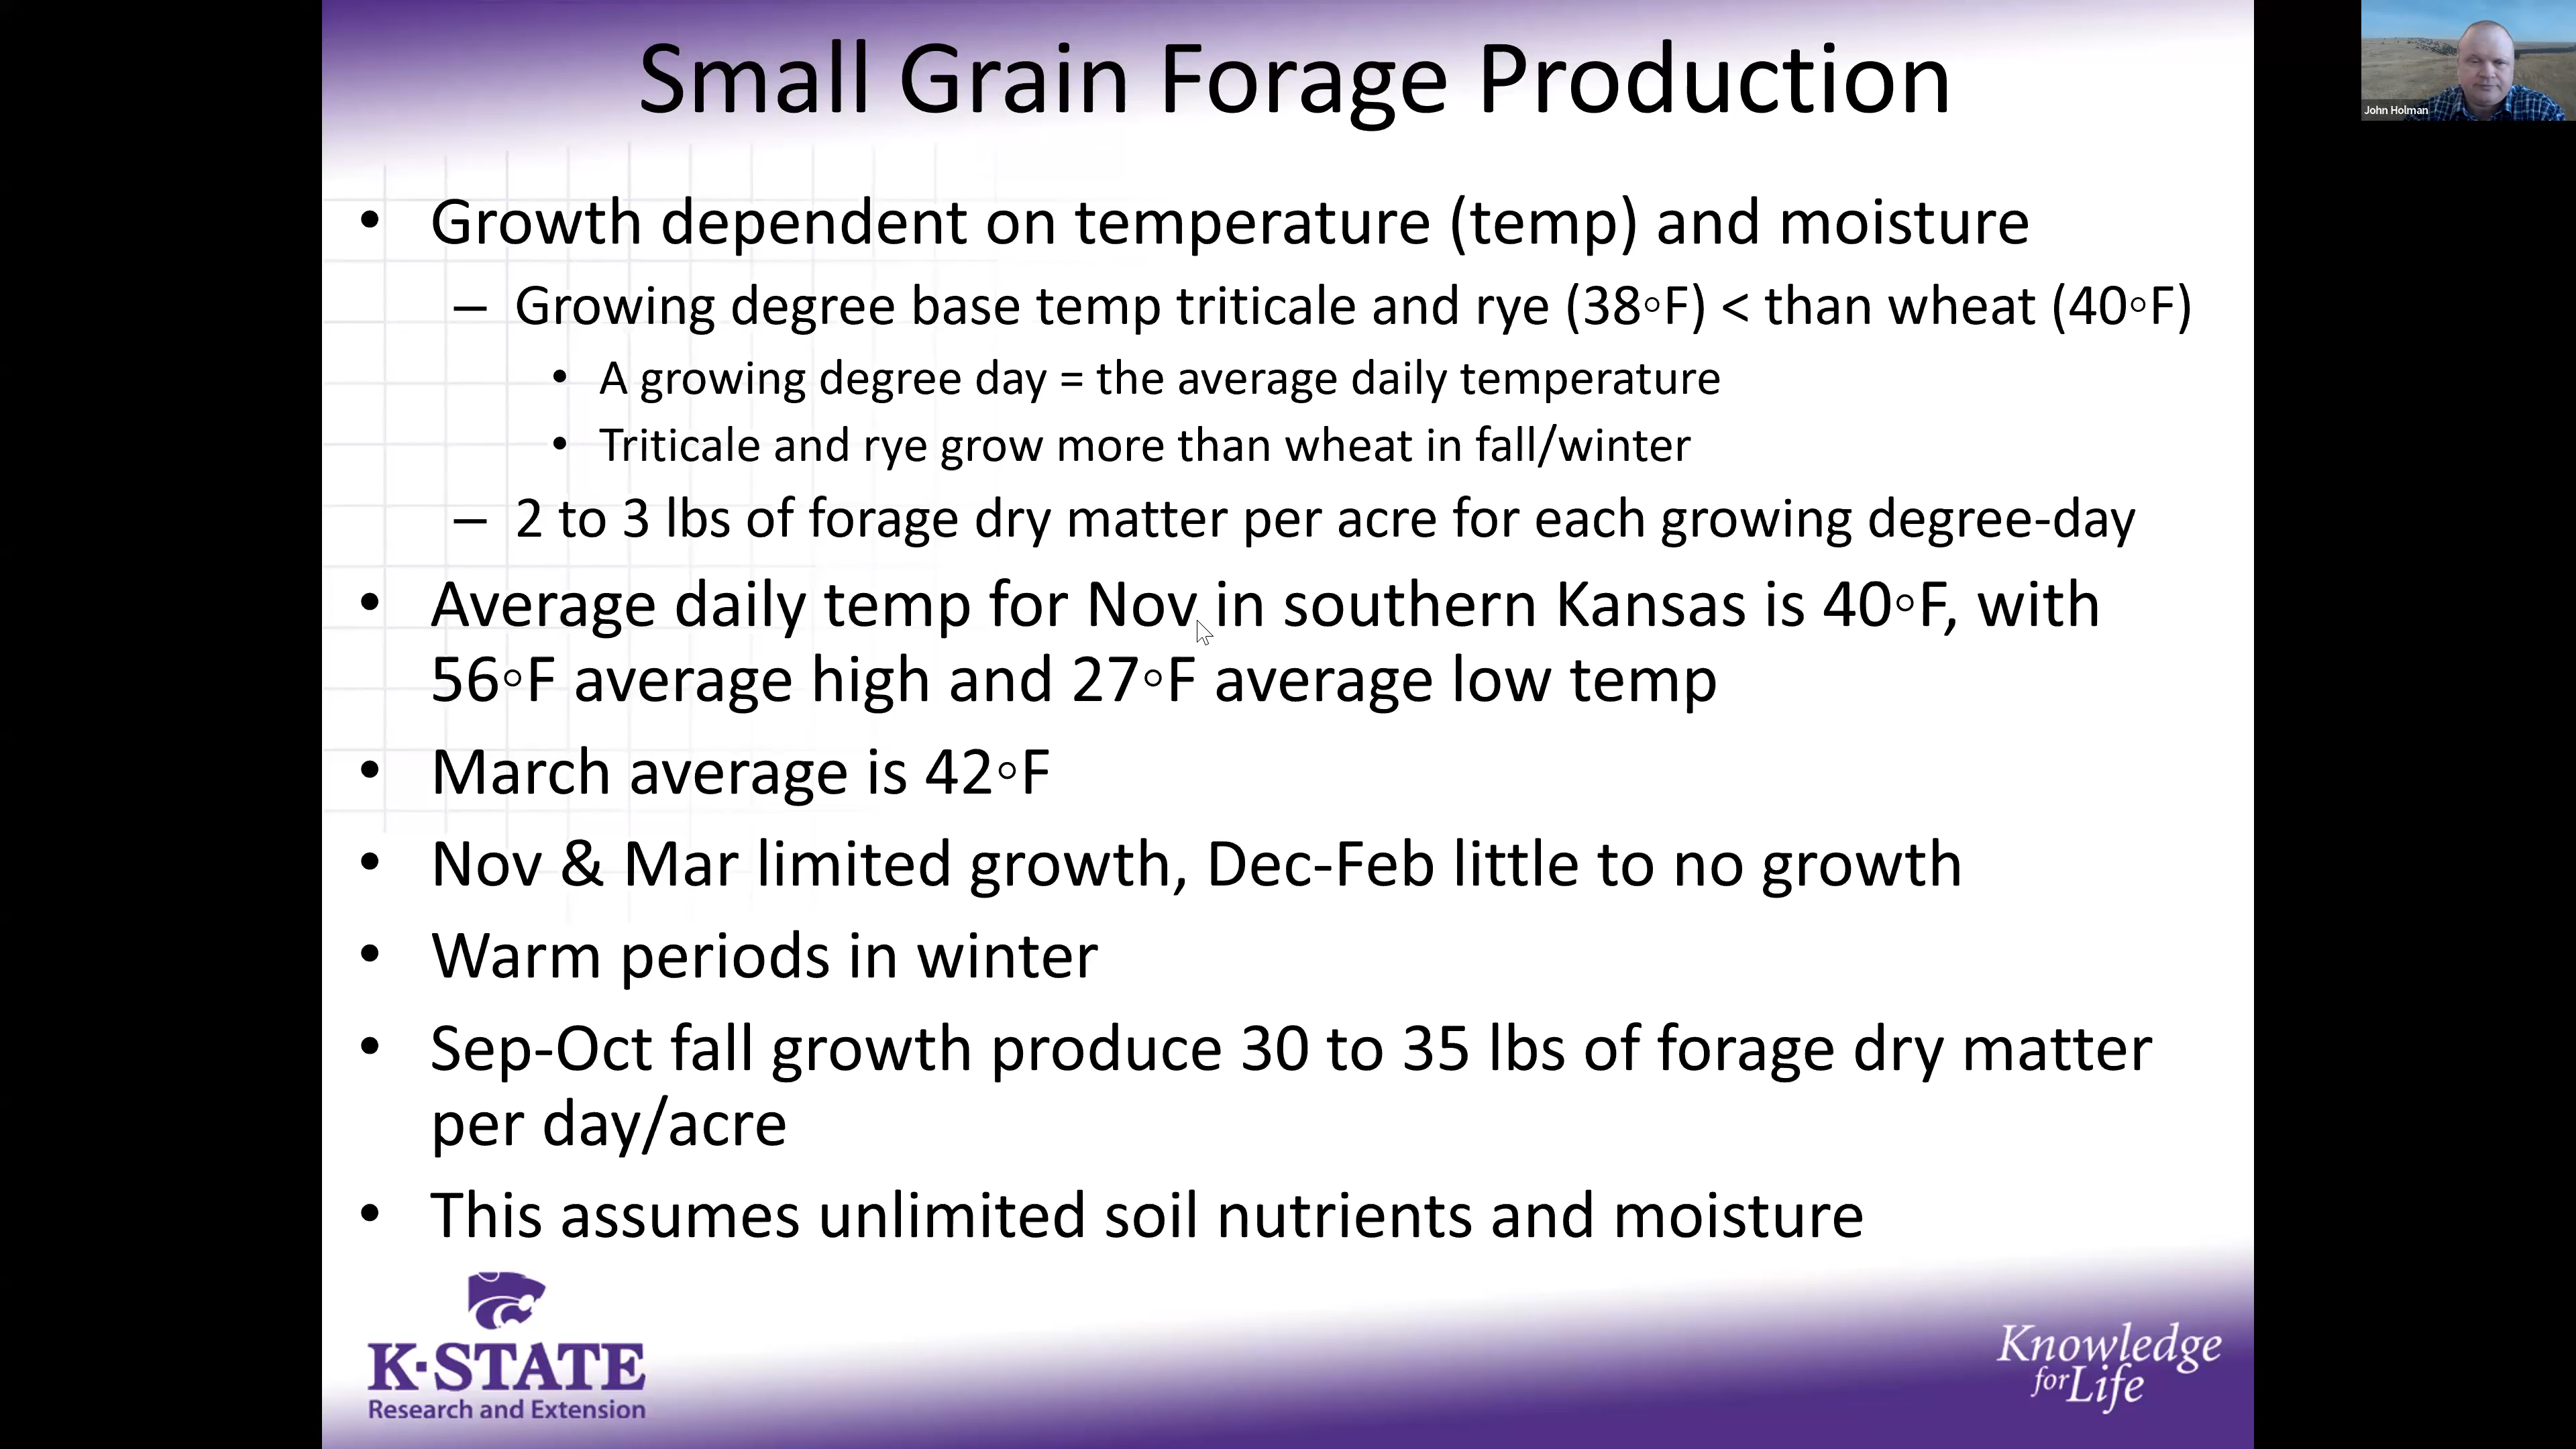 Small Grain Forage Production
John Holman
• Growth dependent on temperature (temp) and moisture
– Growing degree base temp triticale and rye (38◦F) < than wheat (40◦F)
• A growing degree day = the average daily temperature
• Triticale and rye grow more than wheat in fall/winter
– 2 to 3 lbs of forage dry matter per acre for each growing degree-day
• Average daily temp for Nov in southern Kansas is 40◦F, with
56◦F average high and 27◦F average low temp
• March average is 42◦F
• Nov & Mar limited growth, Dec-Feb little to no growth
• Warm periods in winter
• Sep-Oct fall growth produce 30 to 35 lbs of forage dry matter
per day/acre
• This assumes unlimited soil nutrients and moisture
K·STATE
Research and Extension
Knowledge
for Life